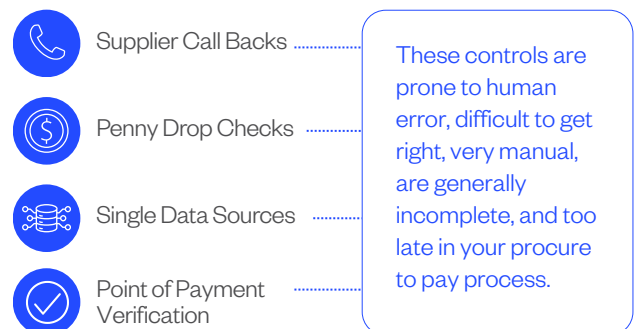 Supplier Call Backs
Penny Drop Checks
Single Data Sources
Point of Payment
Verification
These controls are
prone to human
error, difficult to get
right, very manual,
are generally
incomplete, and too
late in your procure
to pay process.